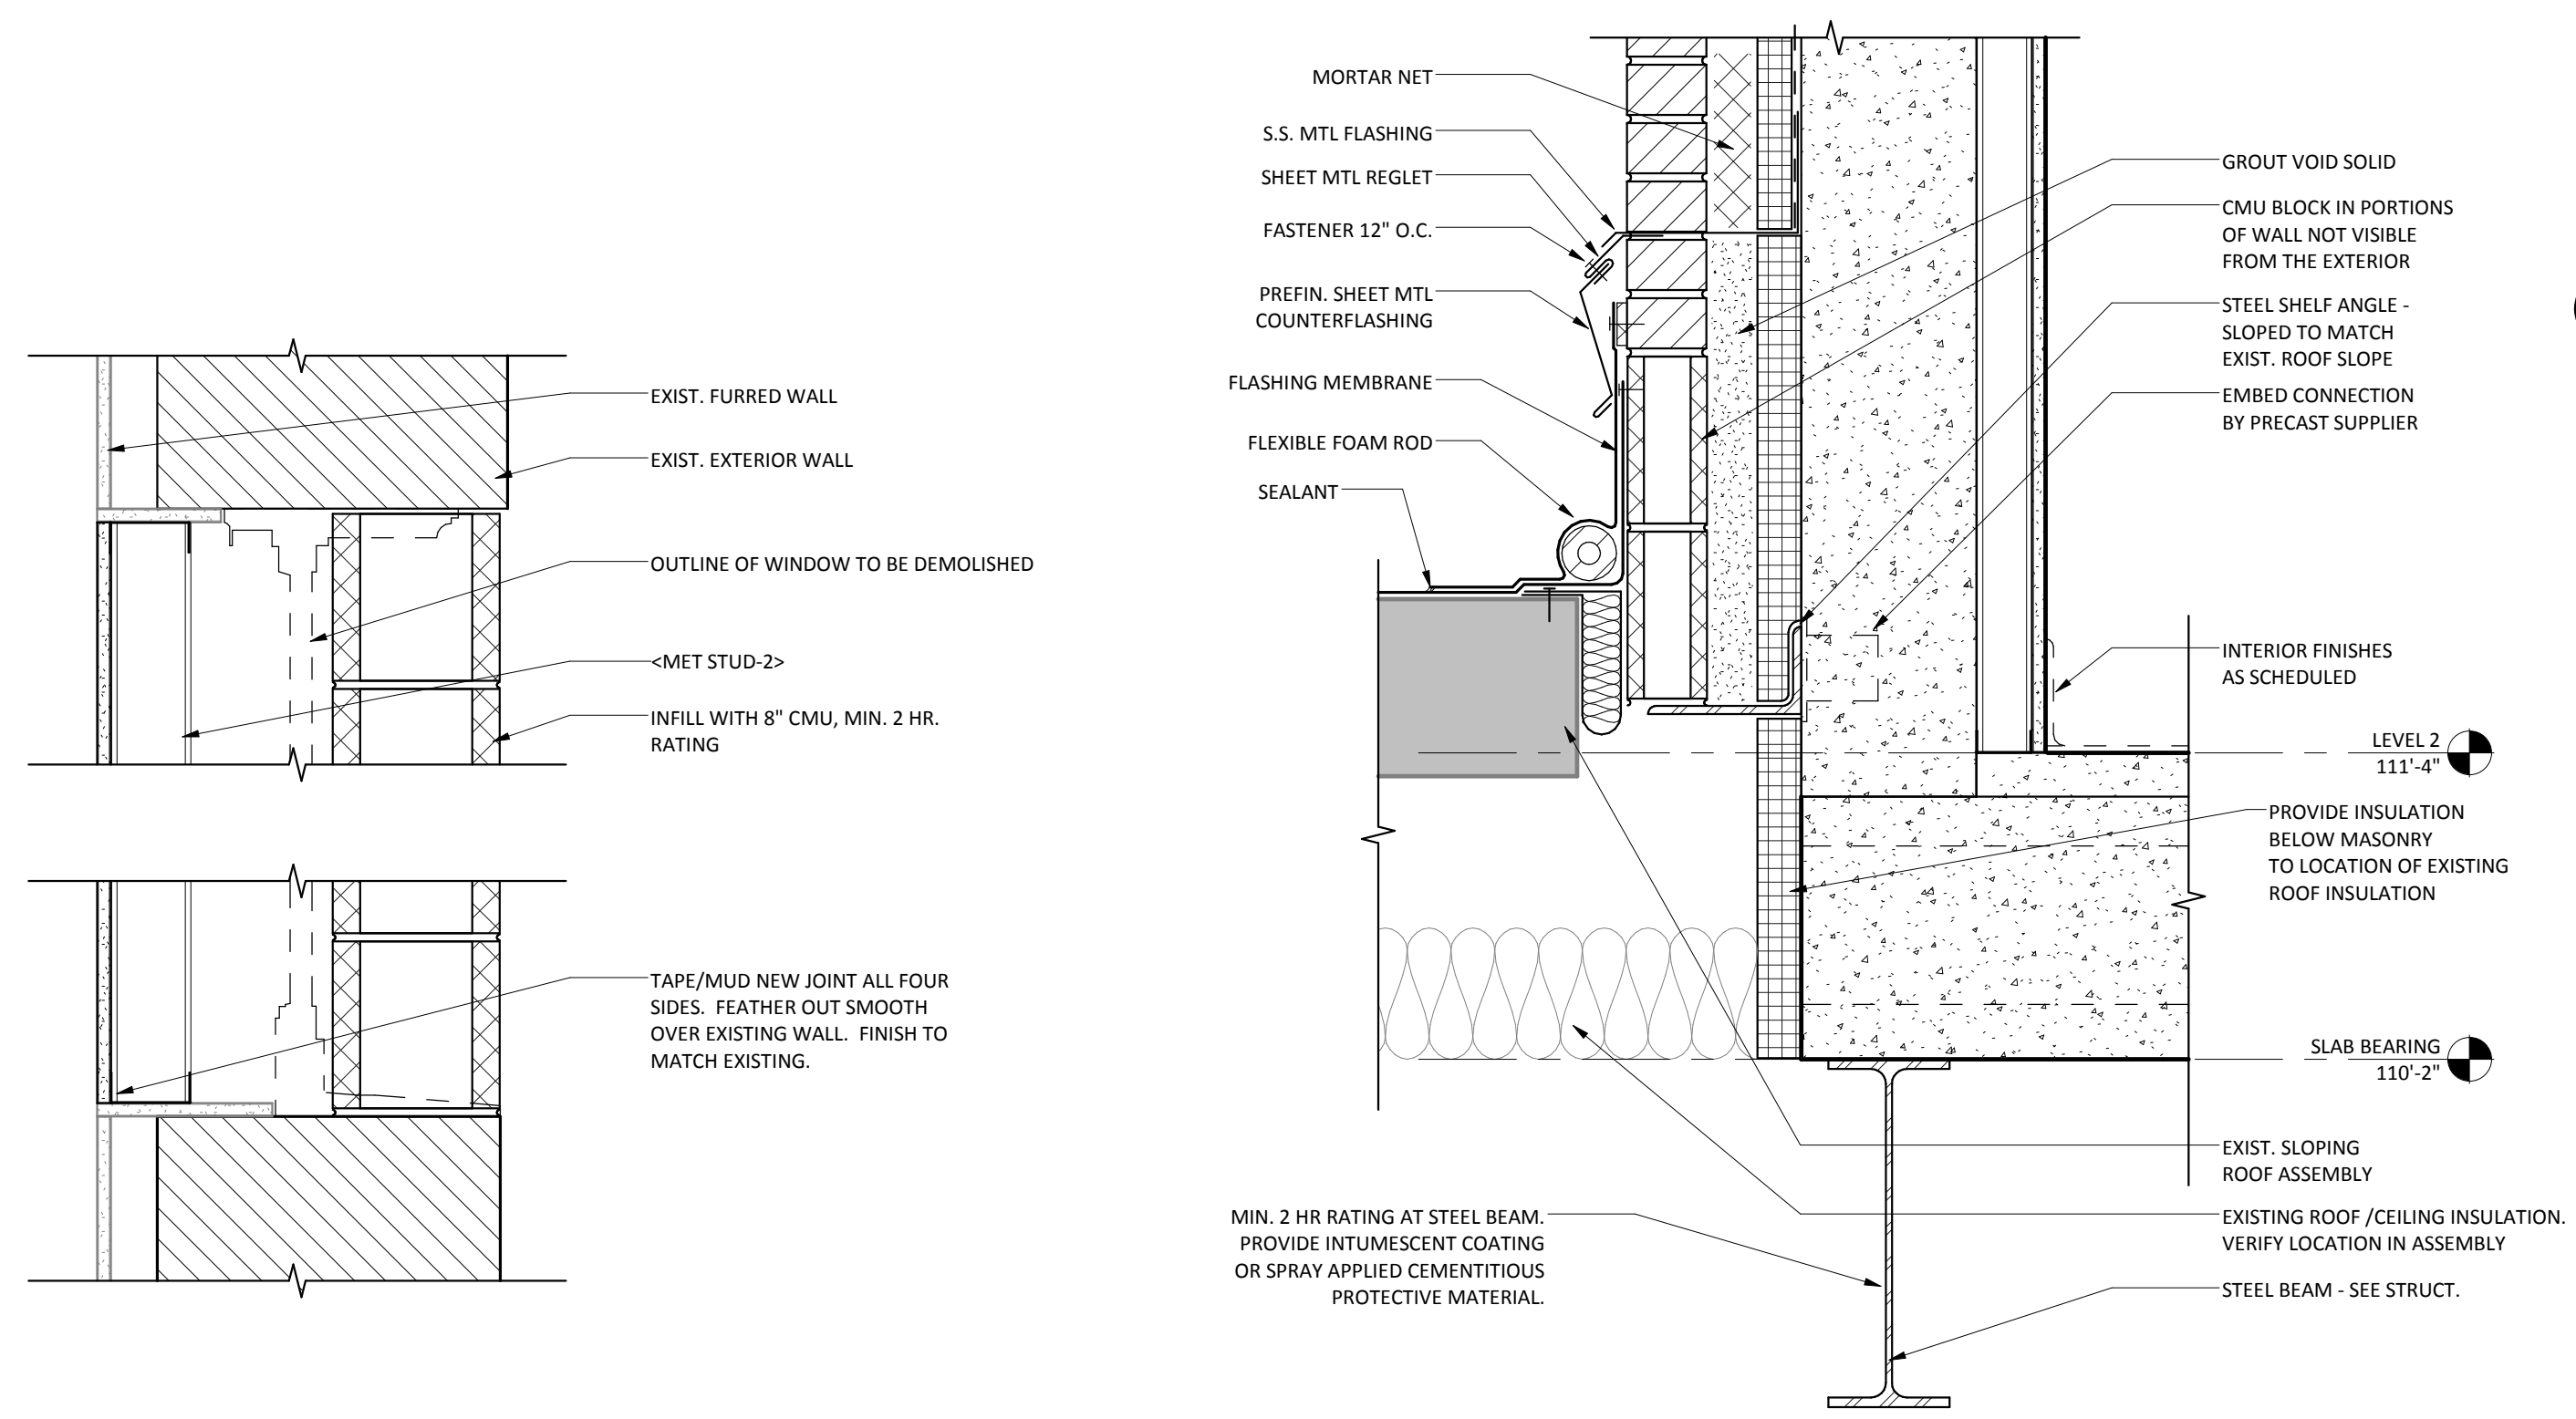 EXIST. FURRED WALL
EXIST. EXTERIOR WALL
OUTLINE OF WINDOW TO BE DEMOLISHED
<MET STUD-2>
INFILL WITH 8" CMU, MIN. 2 HR.
RATING
TAPE/MUD NEW JOINT ALL FOUR
SIDES. FEATHER OUT SMOOTH
OVER EXISTING WALL. FINISH TO
MATCH EXISTING.
MORTAR NET
S.S. MTL FLASHING
SHEET MTL REGLET
FASTENER 12" O.C.
PREFIN. SHEET MTL
COUNTERFLASHING
FLASHING MEMBRANE
FLEXIBLE FOAM ROD
SEALANT
MIN. 2 HR RATING AT STEEL BEAM.
PROVIDE INTUMESCENT COATING
OR SPRAY APPLIED CEMENTITIOUS
PROTECTIVE MATERIAL.
GROUT VOID SOLID
CMU BLOCK IN PORTIONS
OF WALL NOT VISIBLE
FROM THE EXTERIOR
STEEL SHELF ANGLE -
SLOPED TO MATCH
EXIST. ROOF SLOPE
EMBED CONNECTION
BY PRECAST SUPPLIER
INTERIOR FINISHES
AS SCHEDULED
LEVEL 2
111'-4"
PROVIDE INSULATION
BELOW MASONRY
TO LOCATION OF EXISTING
ROOF INSULATION
SLAB BEARING
110'-2"
EXIST. SLOPING
ROOF ASSEMBLY
EXISTING ROOF /CEILING INSULATION.
VERIFY LOCATION IN ASSEMBLY
STEEL BEAM - SEE STRUCT.